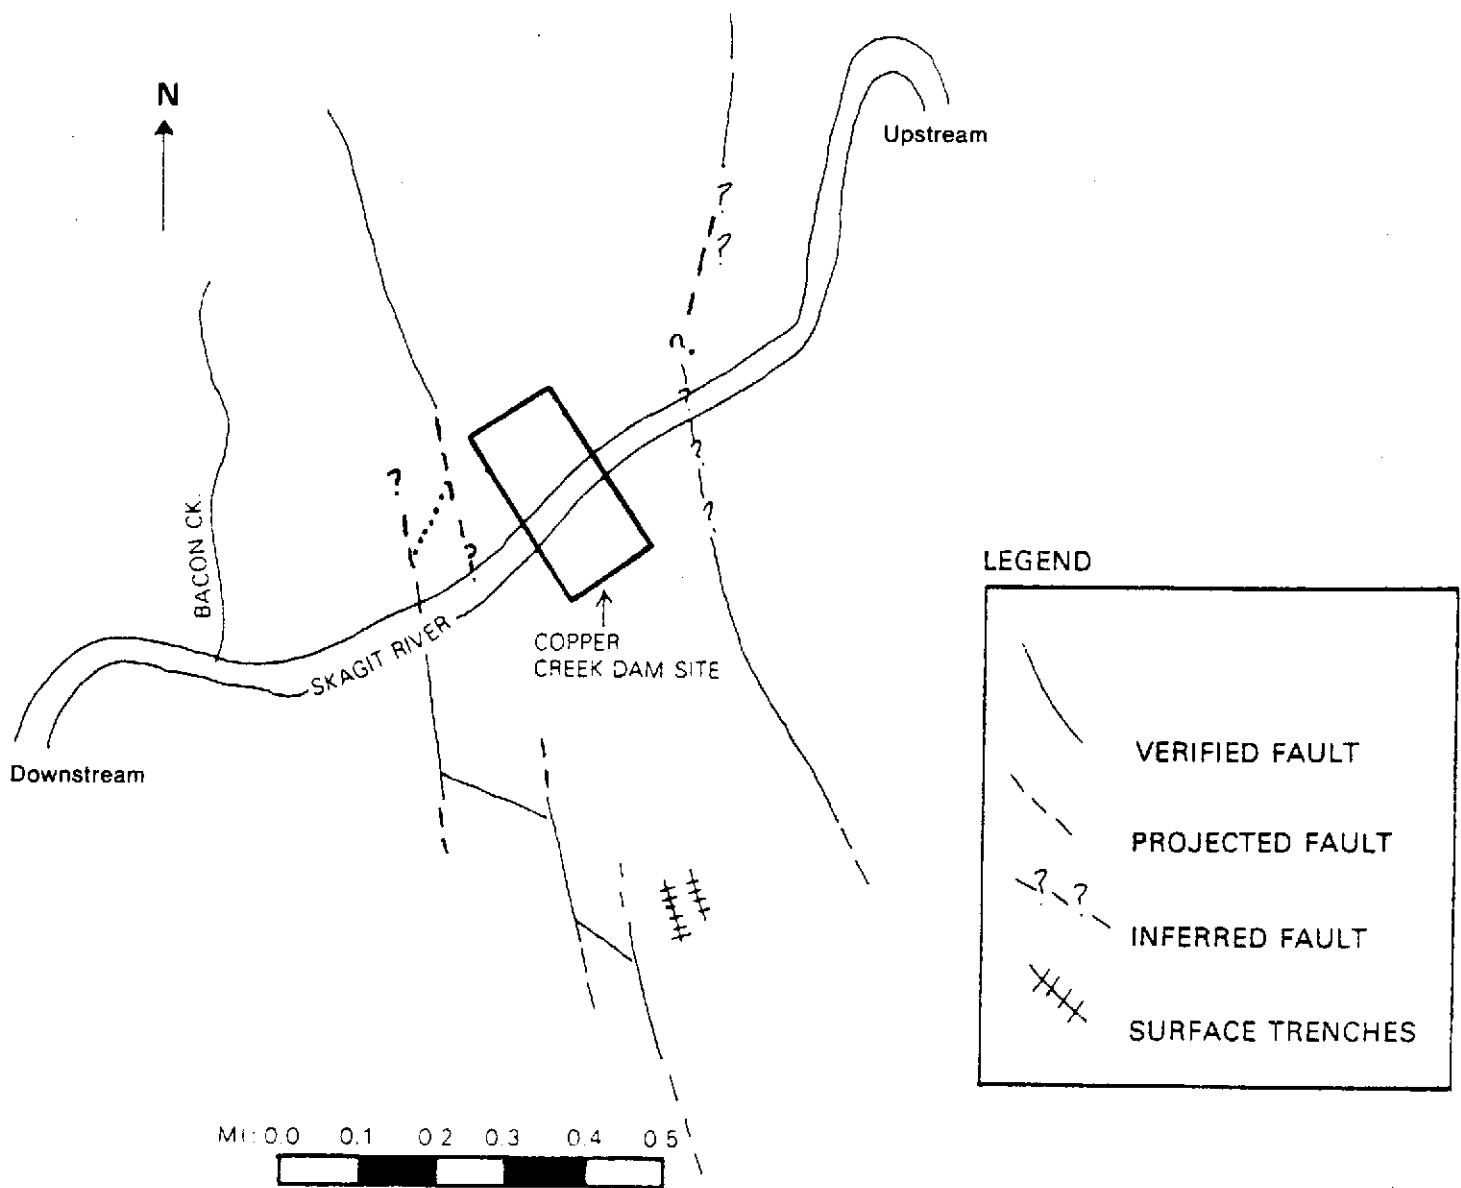 N
Upstream
?
?
?
?
?
?
?
?
BACON CK.
SKAGIT RIVER
COPPER
CREEK DAM SITE
Downstream
LEGEND
VERIFIED FAULT
PROJECTED FAULT
? ?
INFERRED FAULT
SURFACE TRENCHES
MI: 0.0 0.1 0.2 0.3 0.4 0.5